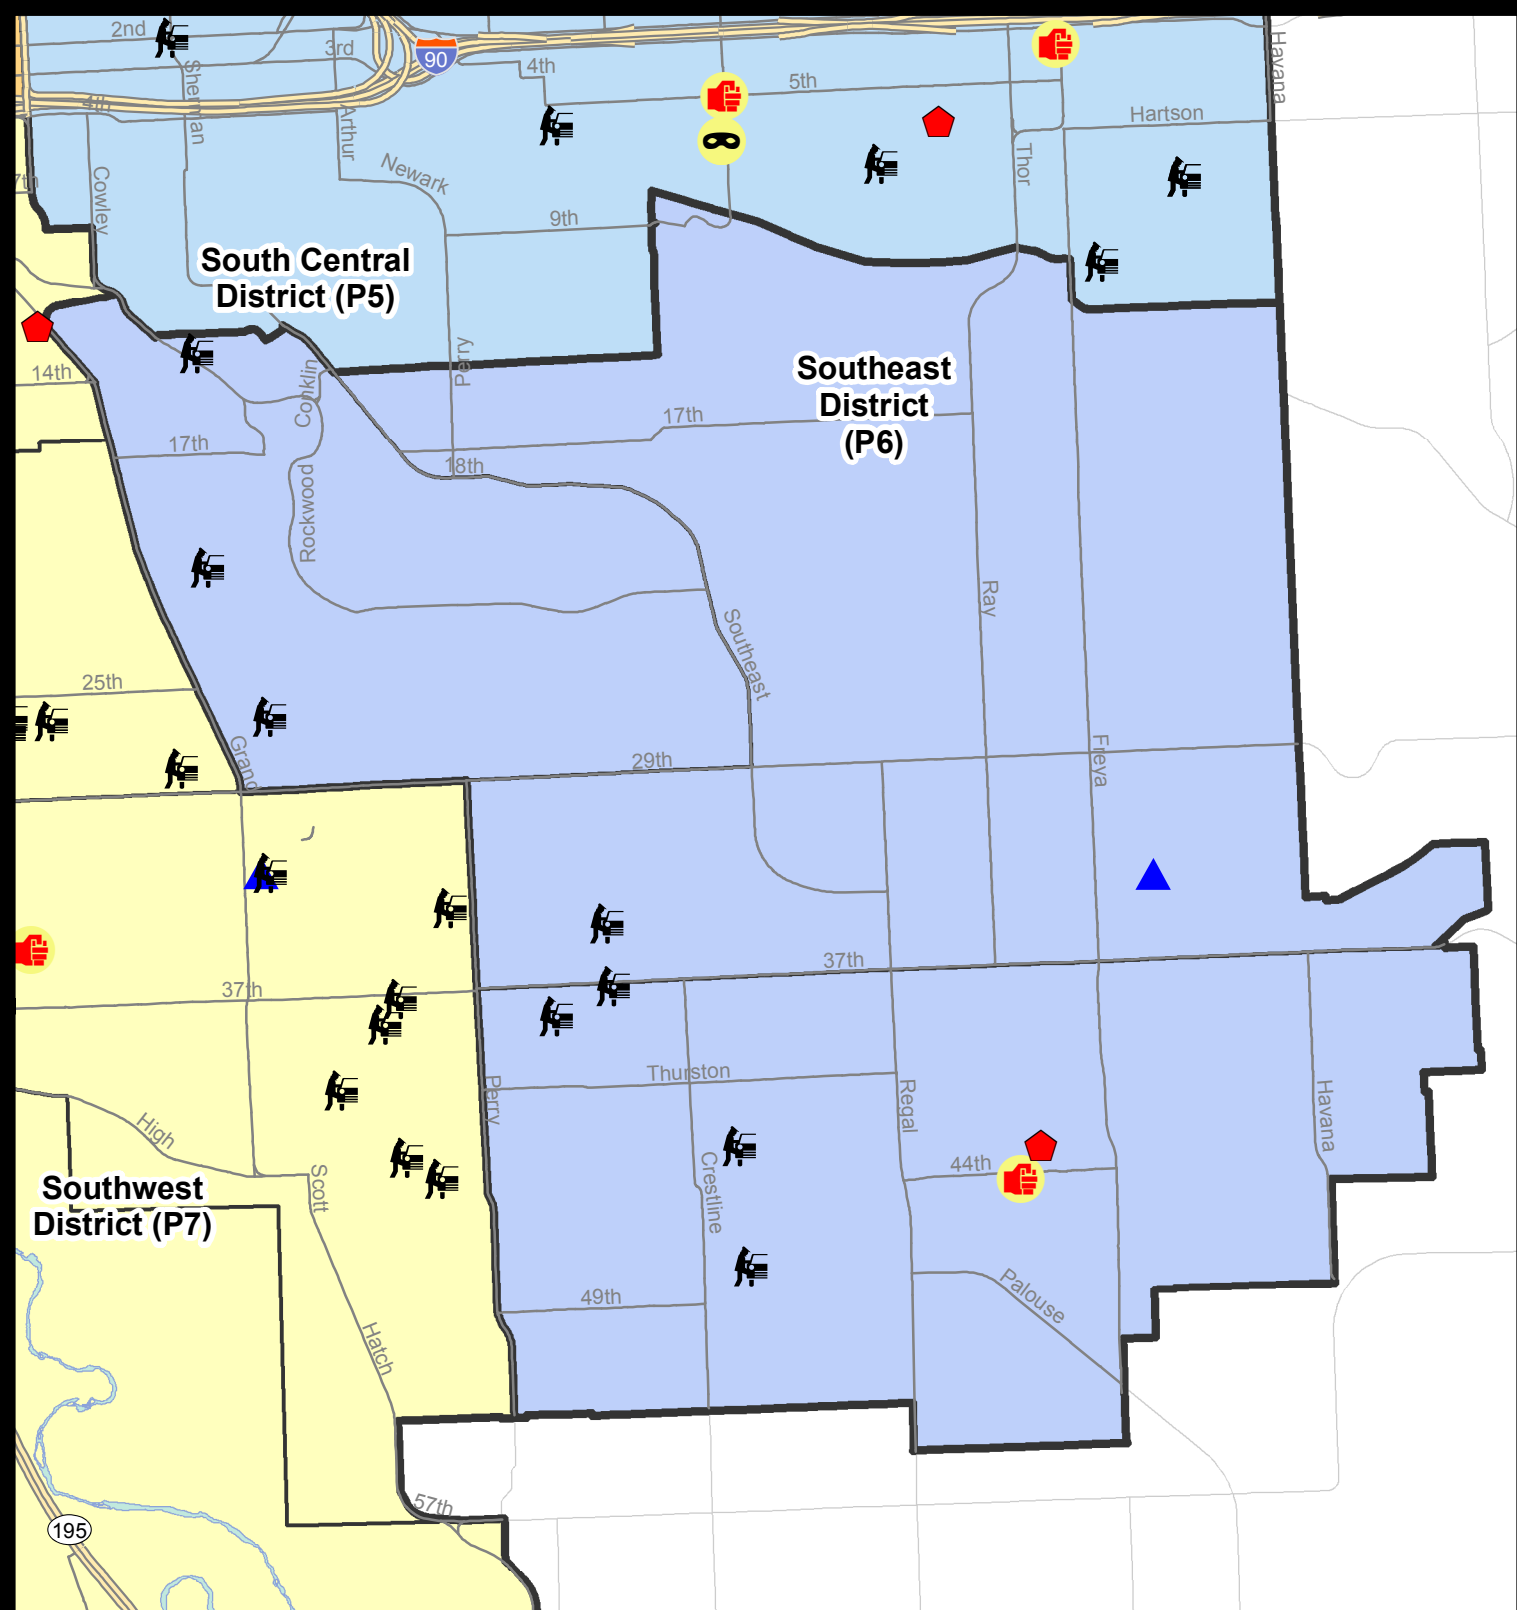 2nd
3rd
90
4th
5th
Havana
Sherman
4th
Arthur
Hartson
Thor
Newark
7th
Cowley
9th
South Central
District (P5)
Perry
Southeast
District
(P6)
14th
Conklin
17th
17th
18th
Rockwood
Ray
Southeast
25th
Grand
29th
Freya
37th
37th
Perry
Thurston
Regal
Havana
High
Crestline
44th
Scott
Southwest
District (P7)
Palouse
49th
Hatch
57th
195